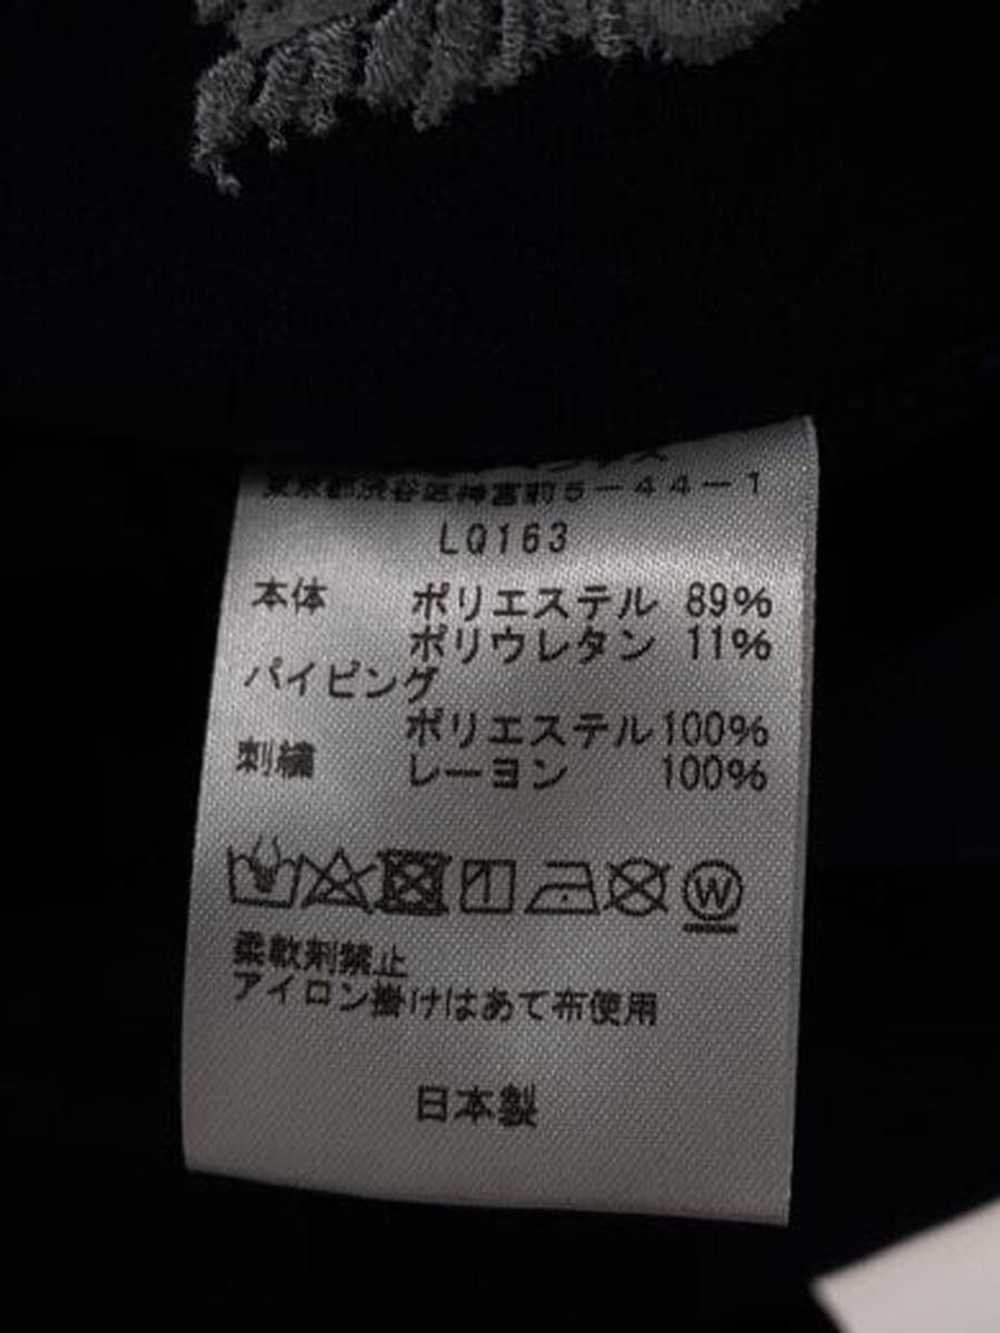 東京都渋谷区神宮前5-44-1
LQ163
本体 ポリエステル 89%
ポリウレタン 11%
パイピング
ポリエステル100%
刺繍 レーヨン 100%
W
柔軟剤禁止
アイロン掛けはあて布使用
日本製